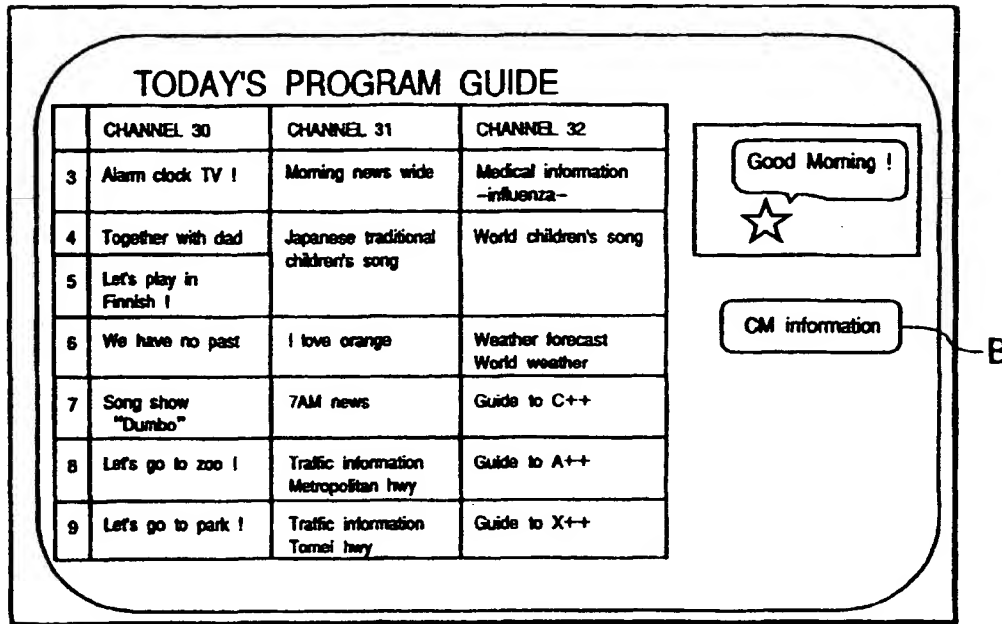 TODAY'S PROGRAM GUIDE
CHANNEL 30 CHANNEL 31 CHANNEL 32
3 Alarm clock TV ! Morning news wide Medical information
–influenza–
4 Together with dad Japanese traditional World children's song
children's song
5 Let's play in
Finnish !
6 We have no past I love orange Weather forecast
World weather
7 Song show 7AM news Guide to C++
"Dumbo"
8 Let's go to zoo ! Traffic information Guide to A++
Metropolitan hwy
9 Let's go to park ! Traffic information Guide to X++
Tomei hwy
Good Morning !
CM information
B